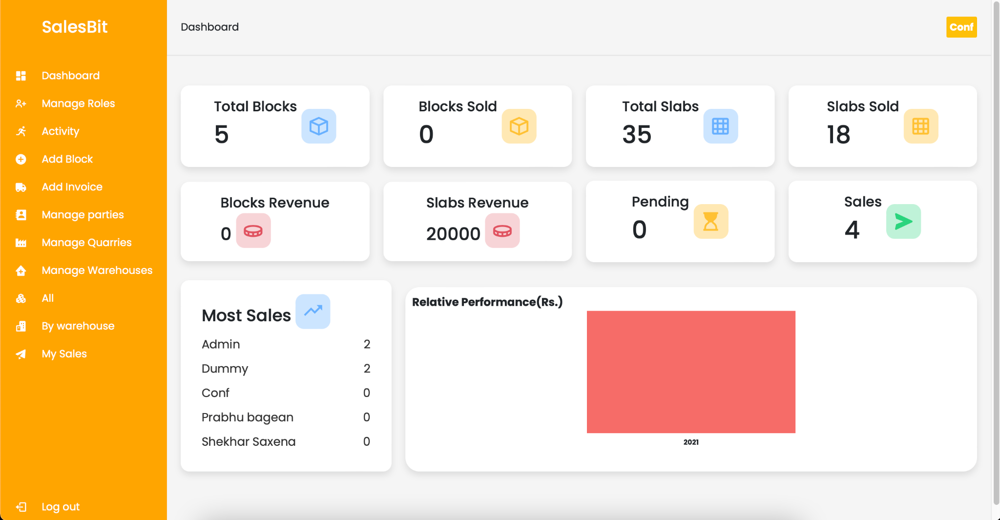 SalesBit
Dashboard
Manage Roles
Activity
Add Block
Add Invoice
Manage parties
Manage Quarries
Manage Warehouses
All
By warehouse
My Sales
Log out
Dashboard
Conf
Total Blocks
5
Blocks Sold
0
Total Slabs
35
Slabs Sold
18
Blocks Revenue
0
Slabs Revenue
20000
Pending
0
Sales
4
Most Sales
Admin 2
Dummy 2
Conf 0
Prabhu bagean 0
Shekhar Saxena 0
Relative Performance(Rs.)
2021